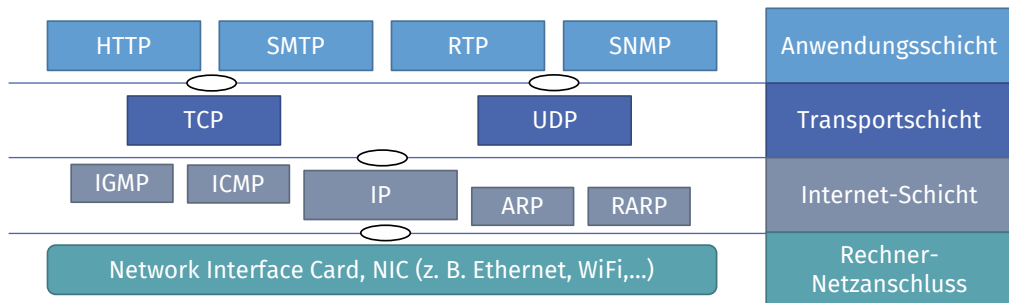 HTTP SMTP RTP SNMP Anwendungsschicht
TCP UDP Transportschicht
IGMP ICMP IP ARP RARP Internet-Schicht
Network Interface Card, NIC (z. B. Ethernet, WiFi,...) Rechner-
Netzanschluss